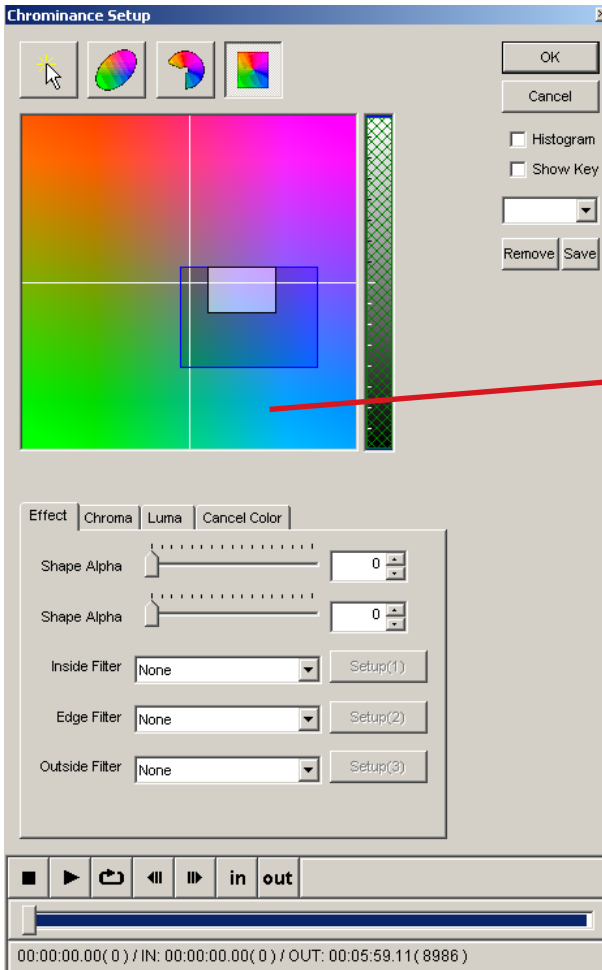 Chrominance Setup
OK
Cancel
Histogram
Show Key
Remove Save
Effect Chroma Luma Cancel Color
Shape Alpha 0
Shape Alpha 0
Inside Filter None Setup(1)
Edge Filter None Setup(2)
Outside Filter None Setup(3)
in out
00:00:00.00( 0 ) / IN: 00:00:00.00( 0 ) / OUT: 00:05:59.11( 8986 )